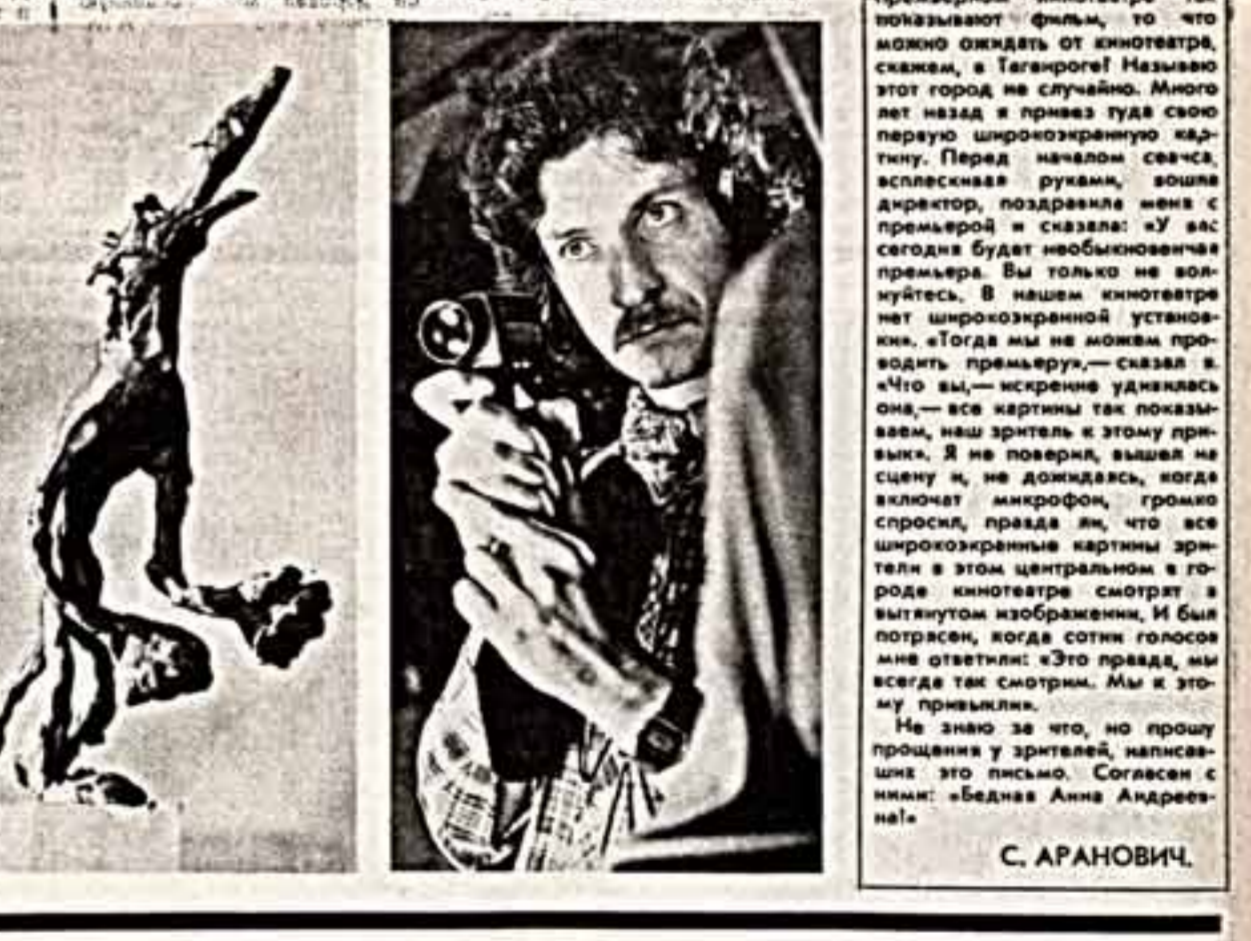 показывают фильм, то что
можно ожидать от кинотеатра,
скажем, в Таганроге! Называю
этот город не случайно. Много
лет назад я привез туда свою
первую широкоэкранную кар-
тину. Перед началом сеанса,
всплескивая руками, вошла
директор, поздравила меня с
премьерой и сказала: «У вас
сегодня будет необыкновенная
премьера. Вы только не вол-
нуйтесь. В нашем кинотеатре
нет широкоэкранной установ-
ки». «Тогда мы не можем про-
водить премьеру»,— сказал я.
«Что вы,— искренне удивилась
она,— все картины так показы-
ваем, наш зритель к этому при-
вык». Я не поверил, вышел на
сцену и, не дожидаясь, когда
включат микрофон, громко
спросил, правда ли, что все
широкоэкранные картины зри-
тели в этом центральном в го-
роде кинотеатре смотрят в
вытянутом изображении. И был
потрясен, когда сотни голосов
мне ответили: «Это правда, мы
всегда так смотрим. Мы к это-
му привыкли».
Не знаю за что, но прошу
прощения у зрителей, написав-
ших это письмо. Согласен с
ними: «Бедная Анна Андреев-
на!»
С. АРАНОВИЧ.